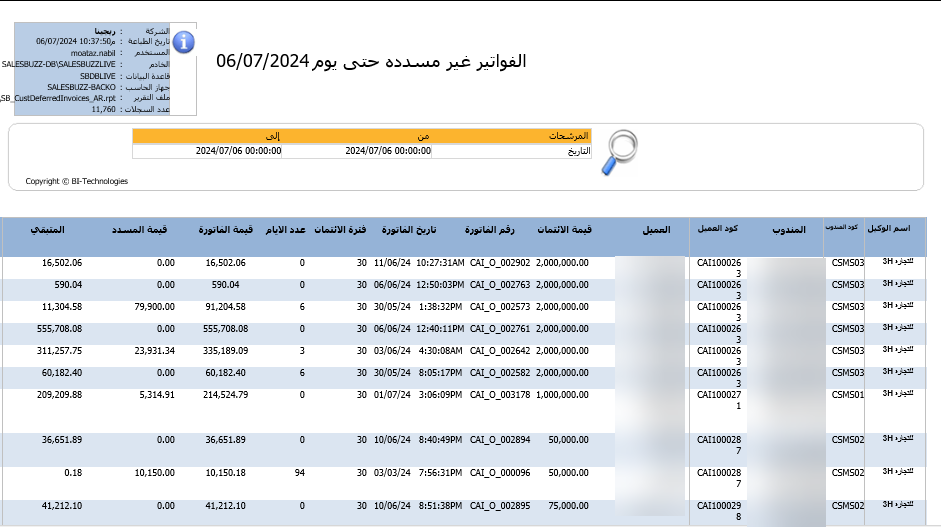 الشركة : ريجينا
تاريخ الطباعة : 06/07/2024 10:37:50م
المستخدم : moataz.nabil
الخادم : SALESBUZZ-DB\SALESBUZZLIVE
قاعدة البيانات : SBDBLIVE
جهاز الحاسب : SALESBUZZ-BACKO
ملف التقرير : SB_CustDeferredInvoices_AR.rpt
عدد السجلات : 11,760
الفواتير غير مسدده حتى يوم 06/07/2024
المرشحات من إلى
التاريخ 2024/07/06 00:00:00 2024/07/06 00:00:00
Copyright © BI-Technologies
اسم الوكيل كود المندوب المندوب كود العميل العميل قيمة الائتمان رقم الفاتورة تاريخ الفاتورة فترة الائتمان عدد الايام قيمة الفاتورة قيمة المسدد المتبقي
3H للتجاره CSMS03 CAI1000263 2,000,000.00 CAI_O_002902 11/06/24 10:27:31AM 30 0 16,502.06 0.00 16,502.06
3H للتجاره CSMS03 CAI1000263 2,000,000.00 CAI_O_002763 06/06/24 12:50:03PM 30 0 590.04 0.00 590.04
3H للتجاره CSMS03 CAI1000263 2,000,000.00 CAI_O_002573 30/05/24 1:38:32PM 30 6 91,204.58 79,900.00 11,304.58
3H للتجاره CSMS03 CAI1000263 2,000,000.00 CAI_O_002761 06/06/24 12:40:11PM 30 0 555,708.08 0.00 555,708.08
3H للتجاره CSMS03 CAI1000263 2,000,000.00 CAI_O_002642 03/06/24 4:30:08AM 30 3 335,189.09 23,931.34 311,257.75
3H للتجاره CSMS03 CAI1000263 2,000,000.00 CAI_O_002582 30/05/24 8:05:17PM 30 6 60,182.40 0.00 60,182.40
3H للتجاره CSMS01 CAI1000271 1,000,000.00 CAI_O_003178 01/07/24 3:06:09PM 30 0 214,524.79 5,314.91 209,209.88
3H للتجاره CSMS02 CAI1000287 50,000.00 CAI_O_002894 10/06/24 8:40:49PM 30 0 36,651.89 0.00 36,651.89
3H للتجاره CSMS02 CAI1000287 50,000.00 CAI_O_000096 03/03/24 7:56:31PM 30 94 10,150.18 10,150.00 0.18
3H للتجاره CSMS02 CAI1000298 75,000.00 CAI_O_002895 10/06/24 8:51:38PM 30 0 41,212.10 0.00 41,212.10